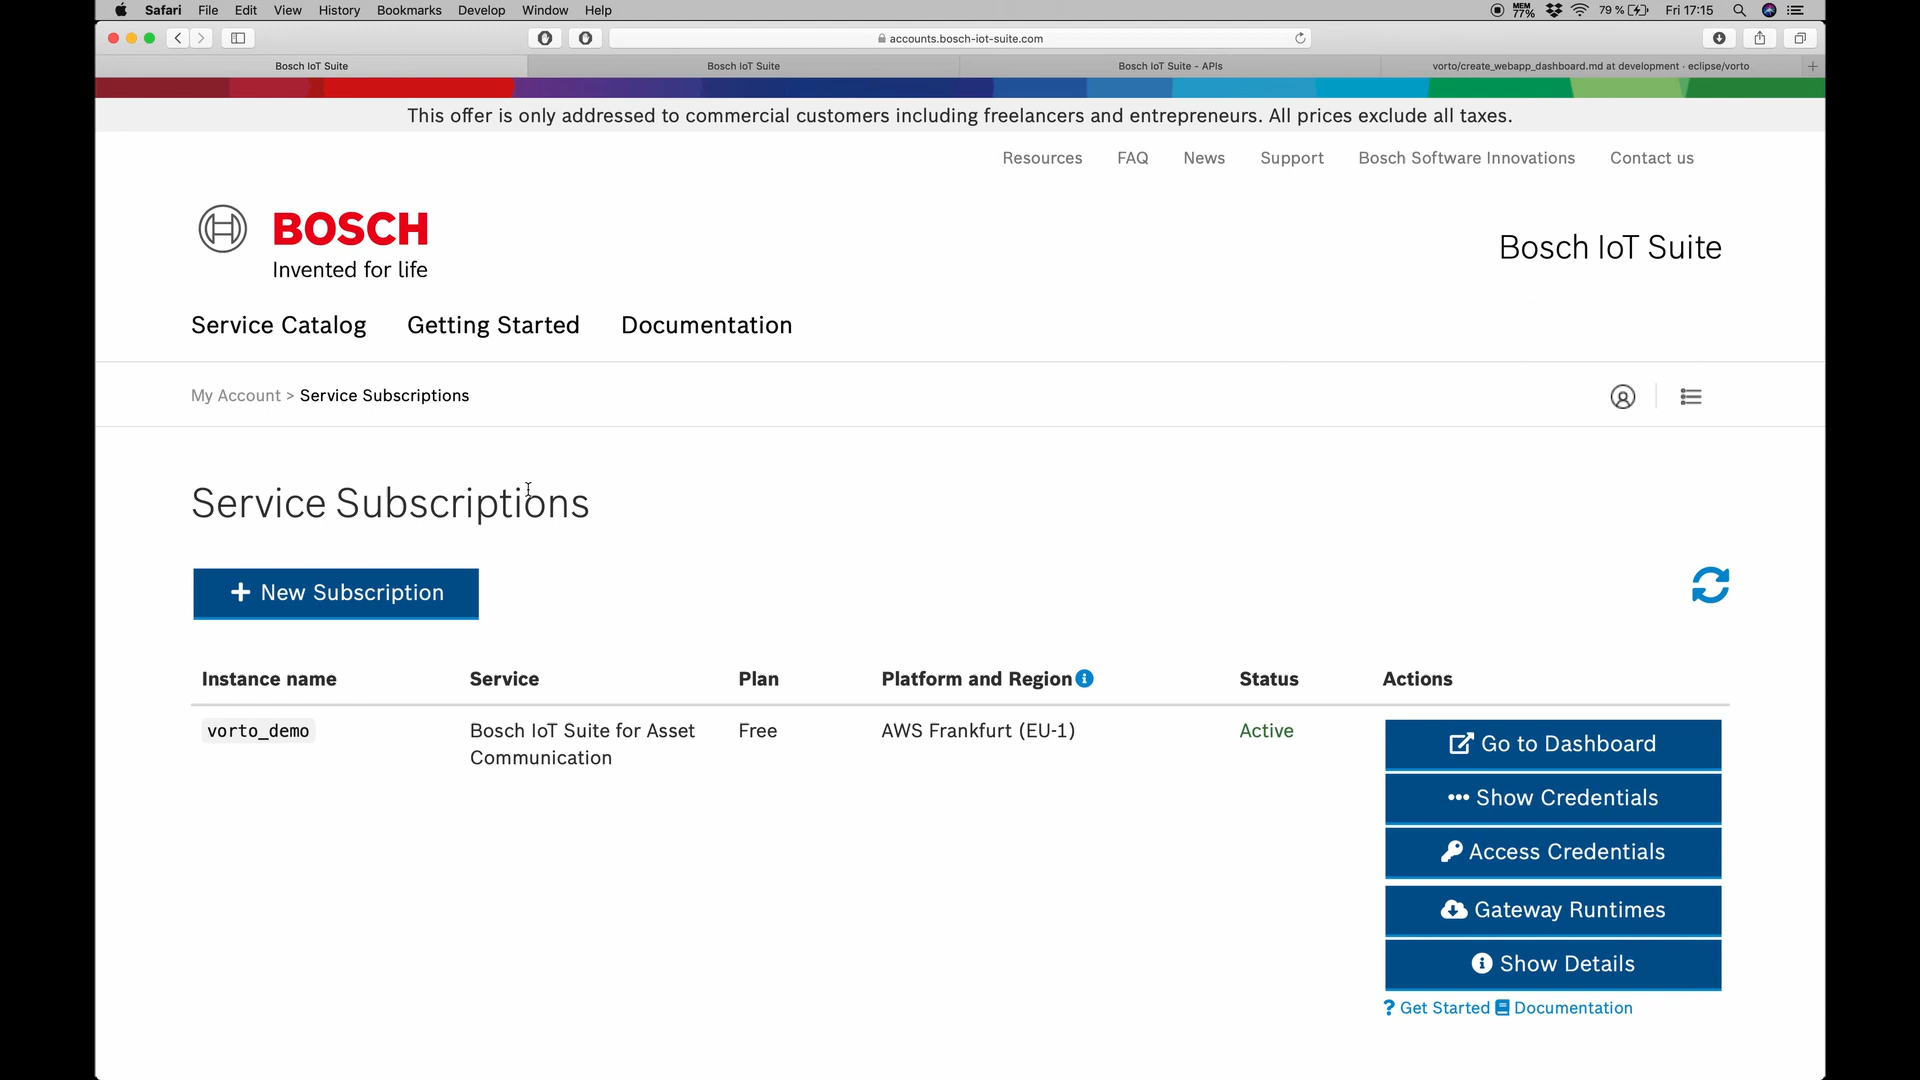 Safari File Edit View History Bookmarks Develop Window Help MEM 77% 79 % Fri 17:15
accounts.bosch-iot-suite.com
Bosch IoT Suite Bosch IoT Suite Bosch IoT Suite - APIs vorto/create_webapp_dashboard.md at development · eclipse/vorto
This offer is only addressed to commercial customers including freelancers and entrepreneurs. All prices exclude all taxes.
Resources FAQ News Support Bosch Software Innovations Contact us
BOSCH
Invented for life
Bosch IoT Suite
Service Catalog Getting Started Documentation
My Account > Service Subscriptions
Service Subscriptions
+ New Subscription
Instance name Service Plan Platform and Region Status Actions
vorto_demo Bosch IoT Suite for Asset Free AWS Frankfurt (EU-1) Active
Communication
Go to Dashboard
Show Credentials
Access Credentials
Gateway Runtimes
Show Details
? Get Started Documentation